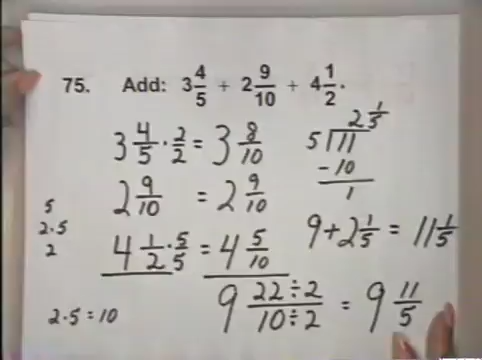 75. Add: 3 4/5 + 2 9/10 + 4 1/2.
3 4/5 · 2/2 = 3 8/10
2 9/10 = 2 9/10
4 1/2 · 5/5 = 4 5/10
9 22÷2/10÷2 = 9 11/5
5
2·5
2
2·5=10
2 1/5
5 11
-10
1
9+2 1/5 = 11 1/5